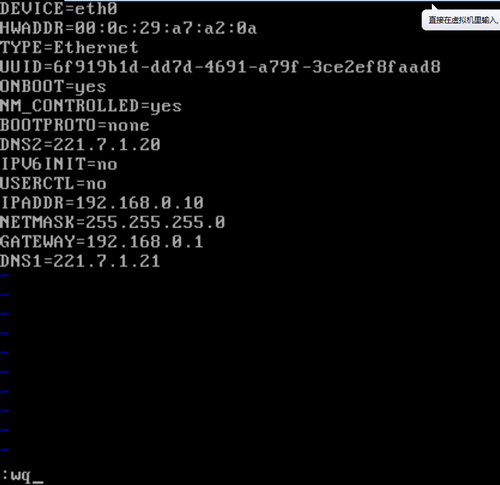 DEVICE=eth0
直接在虚拟机里输入,
HWADDR=00:0c:29:a7:a2:0a
TYPE=Ethernet
UUID=6f919b1d-dd7d-4691-a79f-3ce2ef8faad8
ONBOOT=yes
NM_CONTROLLED=yes
BOOTPROTO=none
DNS2=221.7.1.20
IPV6INIT=no
USERCTL=no
IPADDR=192.168.0.10
NETMASK=255.255.255.0
GATEWAY=192.168.0.1
DNS1=221.7.1.21
~
~
~
~
~
~
~
~
~
~
:wq_